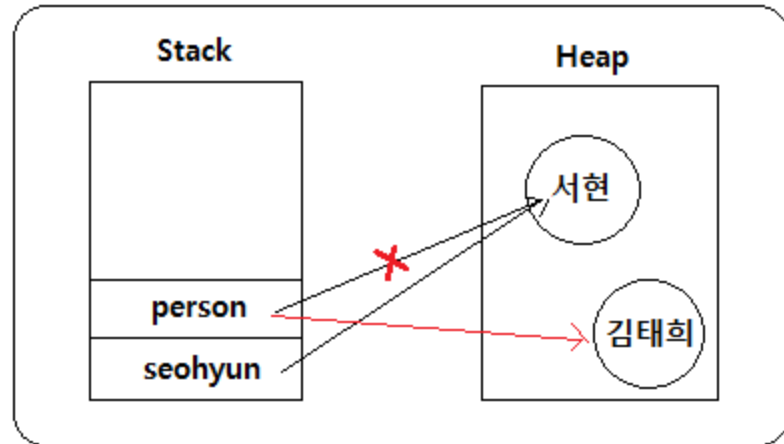 Stack
Heap
서현
person
김태희
seohyun